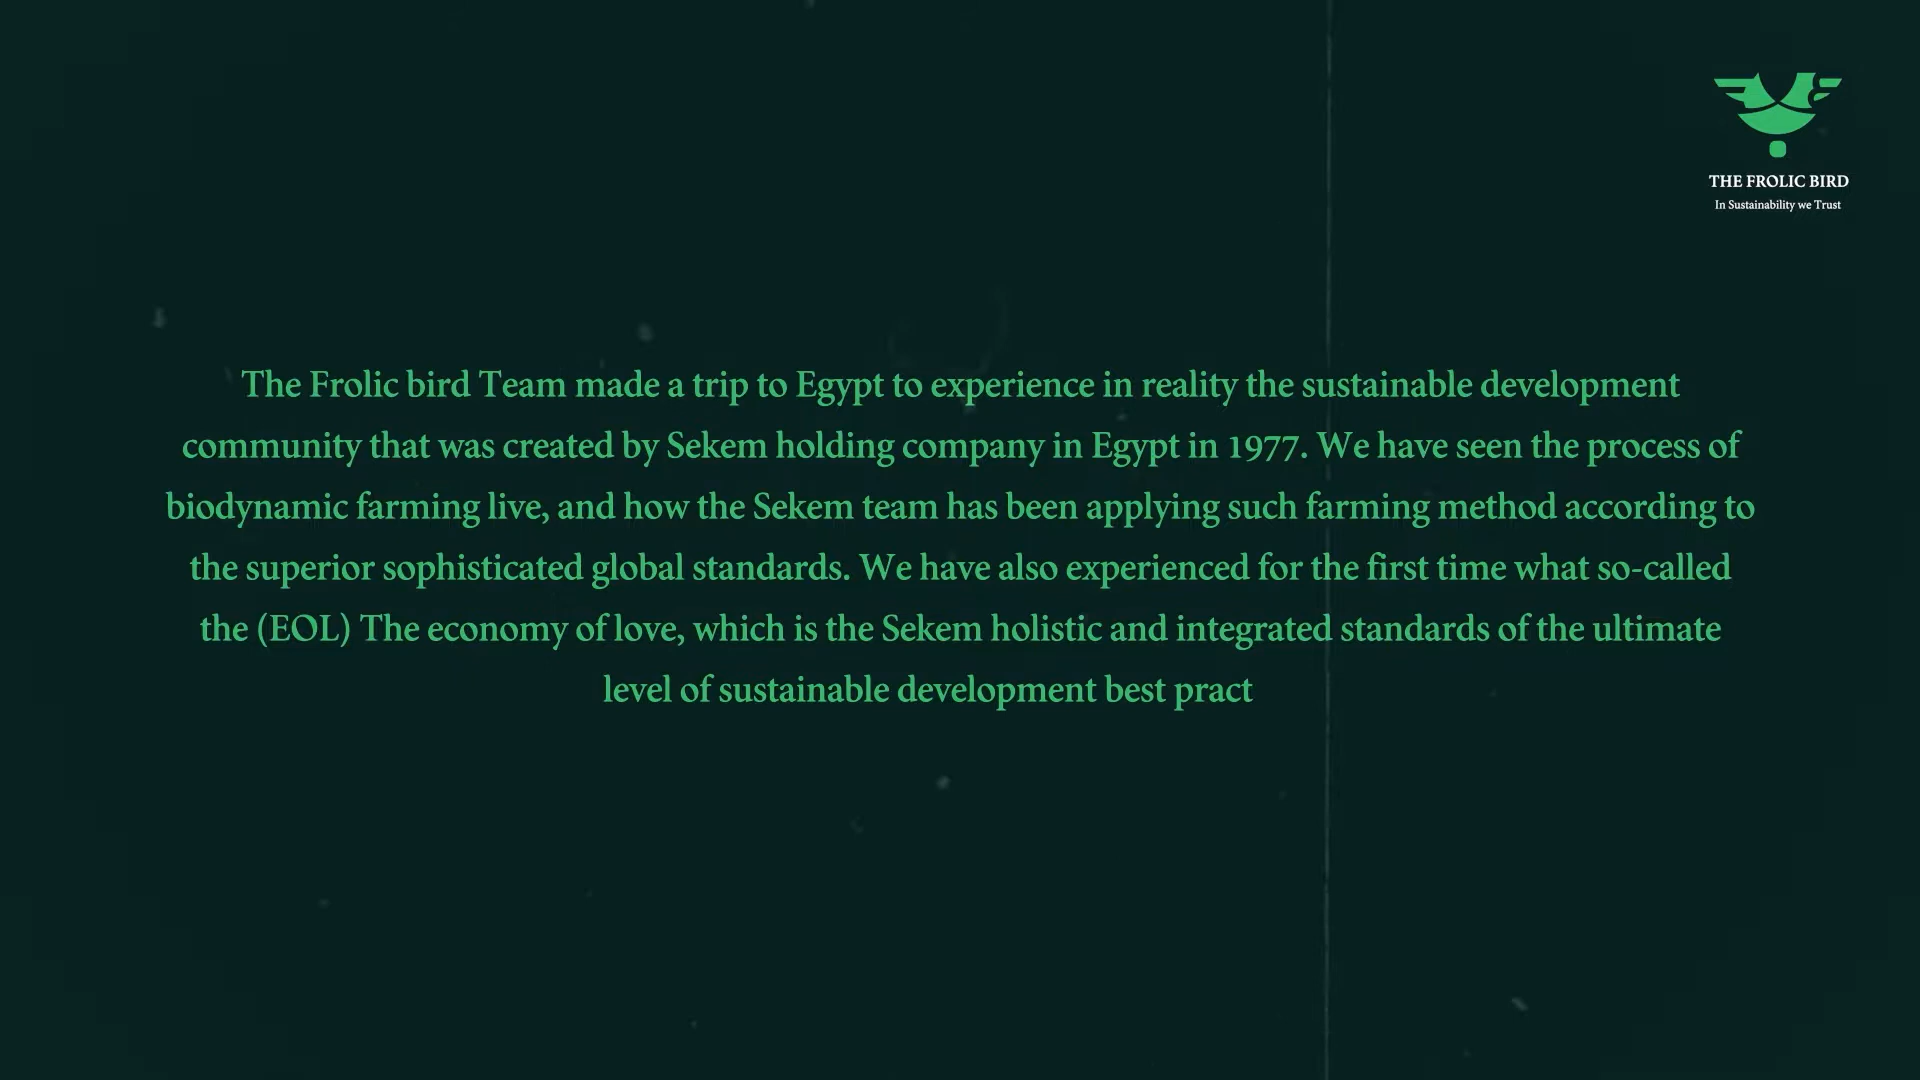 THE FROLIC BIRD
In Sustainability we Trust
The Frolic bird Team made a trip to Egypt to experience in reality the sustainable development
community that was created by Sekem holding company in Egypt in 1977. We have seen the process of
biodynamic farming live, and how the Sekem team has been applying such farming method according to
the superior sophisticated global standards. We have also experienced for the first time what so-called
the (EOL) The economy of love, which is the Sekem holistic and integrated standards of the ultimate
level of sustainable development best pract